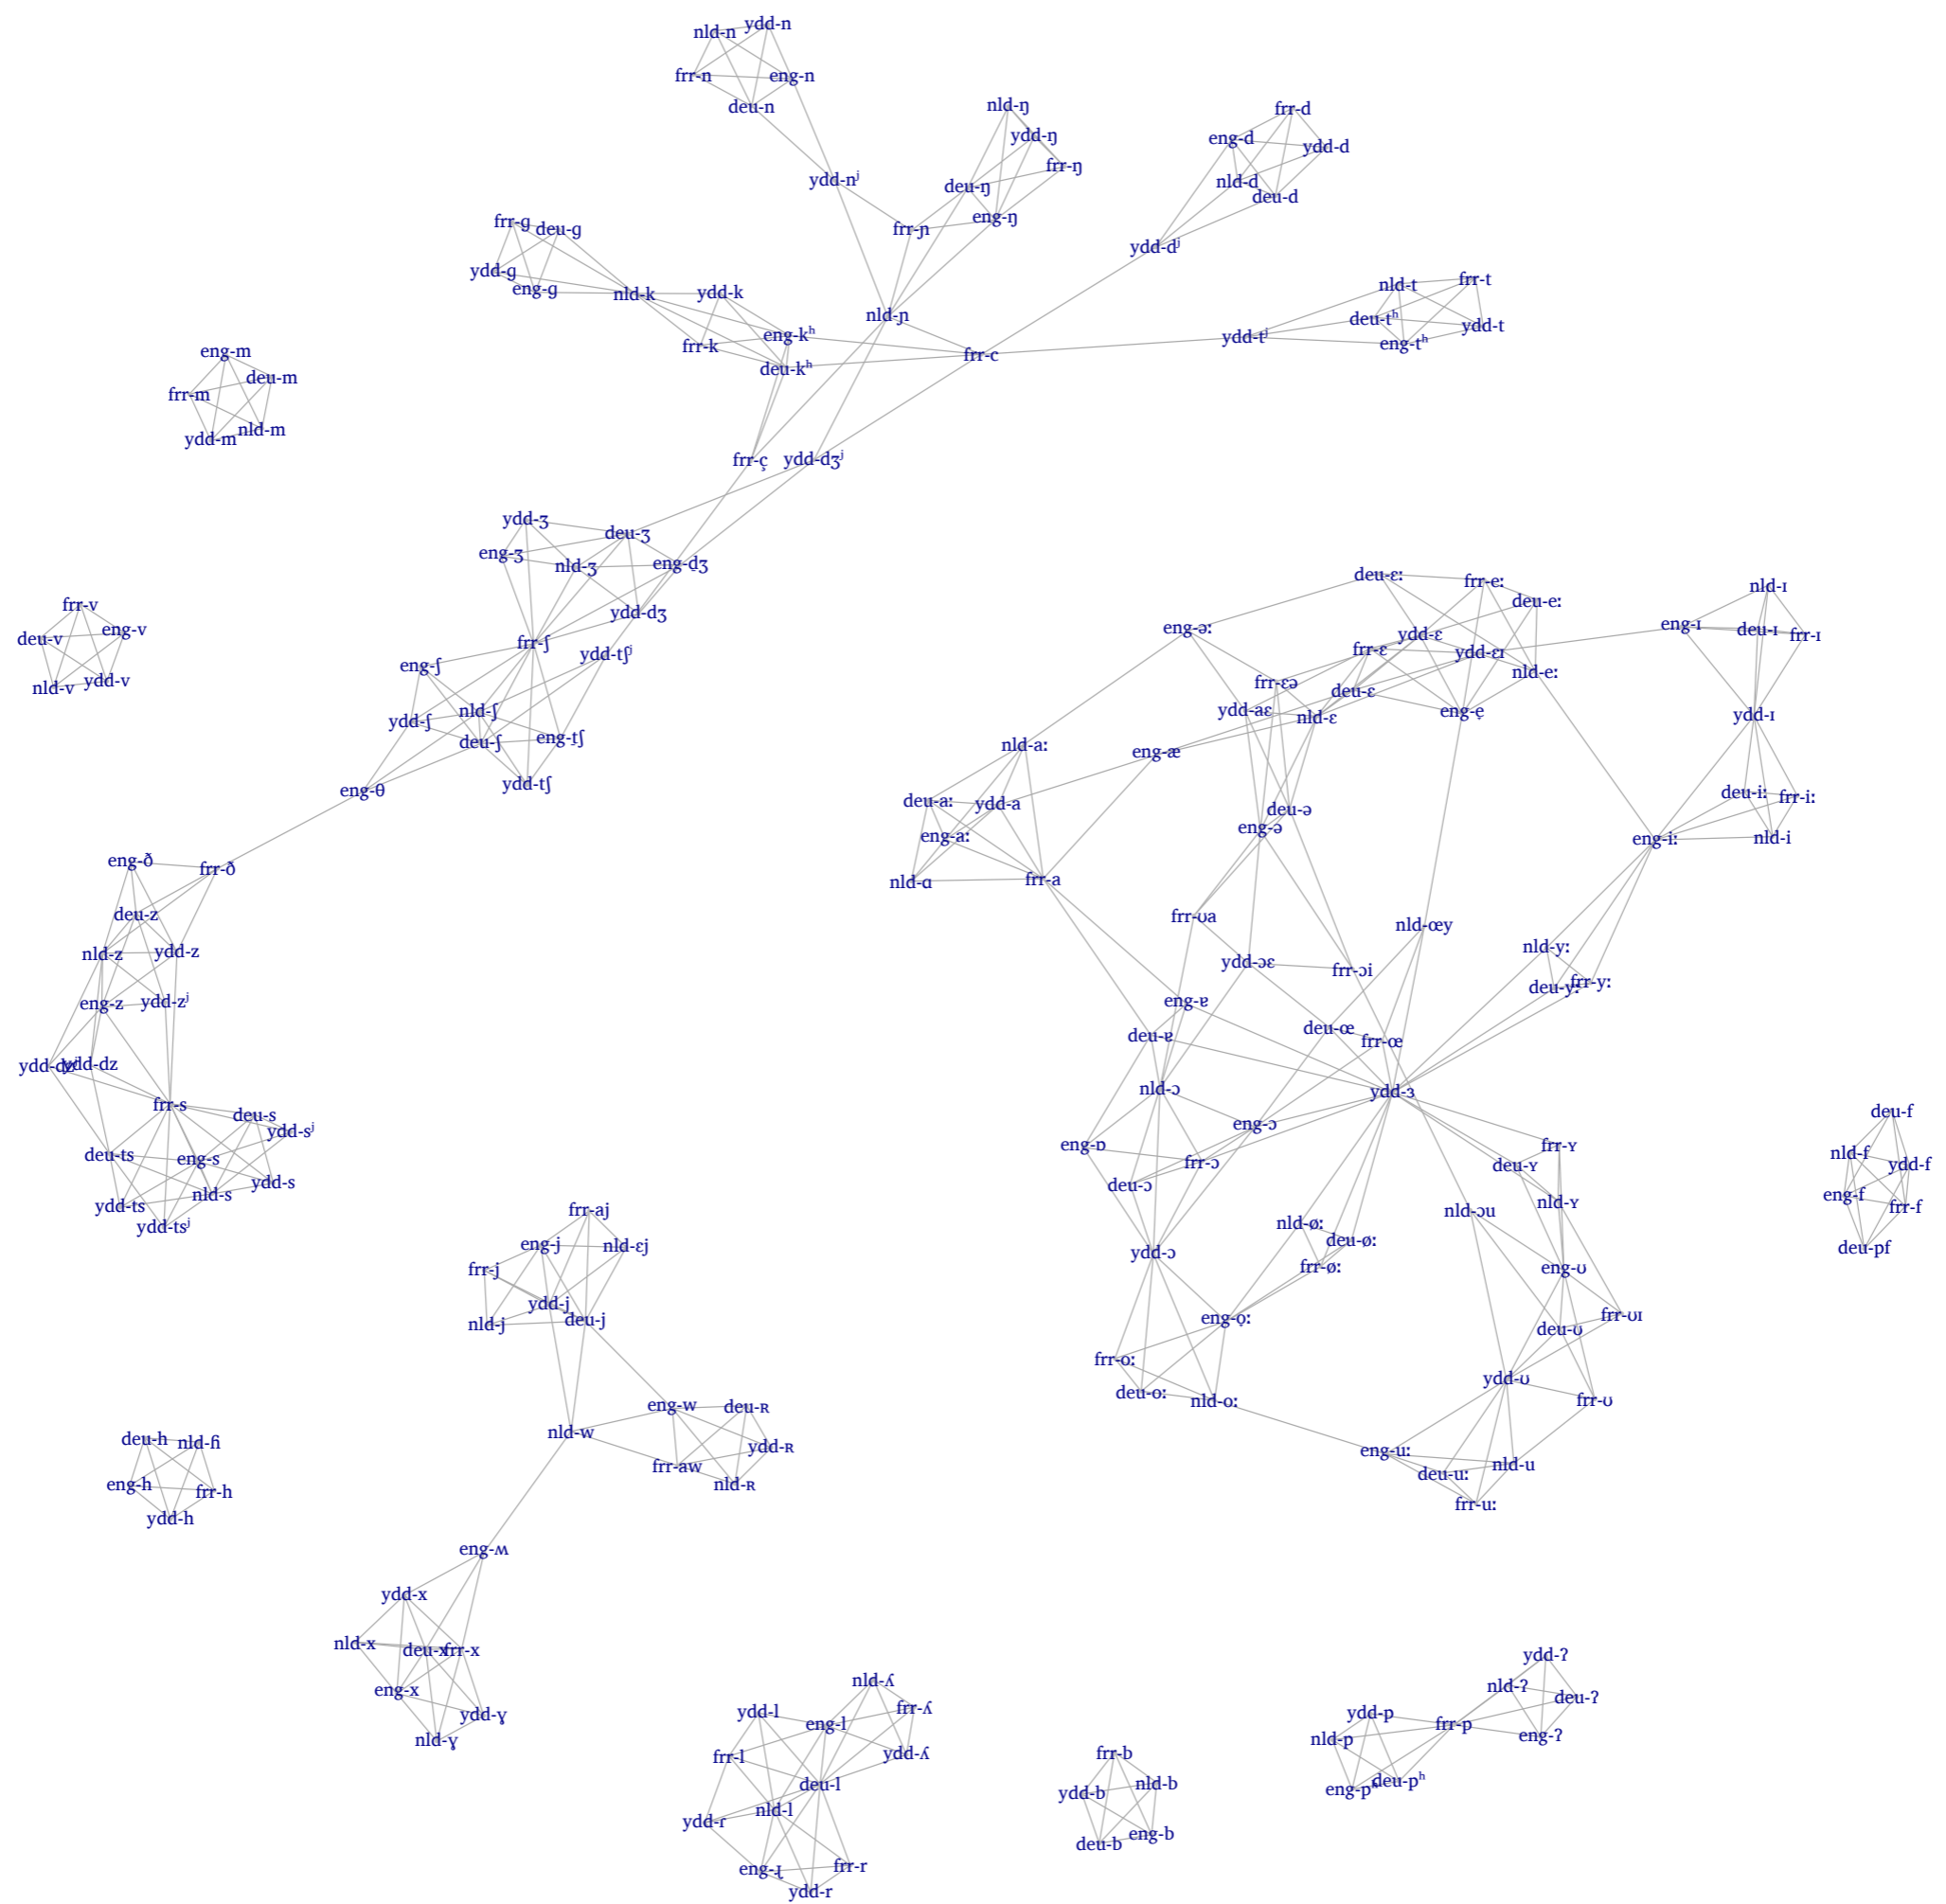 ydd-n
nld-n
frr-n
eng-n
deu-n
nld-ŋ
ydd-ŋ
frr-ŋ
deu-ŋ
eng-ŋ
frr-d
eng-d
ydd-d
nld-d
deu-d
ydd-nʲ
frr-ɲ
ydd-dʲ
frr-ɡ
deu-ɡ
ydd-ɡ
eng-ɡ
nld-k
ydd-k
eng-kʰ
frr-k
deu-kʰ
nld-ɲ
frr-c
ydd-tʲ
nld-t
frr-t
deu-tʰ
ydd-t
eng-tʰ
eng-m
deu-m
frr-m
nld-m
ydd-m
frr-ç
ydd-dʒʲ
ydd-ʒ
deu-ʒ
eng-ʒ
nld-ʒ
eng-d̠ʒ
ydd-dʒ
frr-v
eng-v
deu-v
ydd-v
nld-v
frr-ʃ
ydd-tʃʲ
eng-ʃ
nld-ʃ
ydd-ʃ
deu-ʃ
eng-t̠ʃ
ydd-tʃ
eng-θ
deu-ɛː
frr-eː
deu-eː
eng-əː
ydd-ɛ
frr-ɛ
ydd-ɛɪ
nld-eː
frr-ɛə
deu-ɛ
ydd-aɛ
nld-ɛ
eng-e̞
nld-ɪ
eng-ɪ
deu-ɪ
frr-ɪ
ydd-ɪ
nld-aː
eng-æ
deu-aː
ydd-a
eng-aː
nld-ɑ
frr-a
deu-ə
eng-ə
deu-iː
frr-iː
eng-iː
nld-i
eng-ð
frr-ð
deu-z
nld-z
ydd-z
eng-z
ydd-zʲ
ydd-dzʲ
ydd-dz
frr-s
deu-s
ydd-sʲ
deu-ts
eng-s
ydd-s
nld-s
ydd-ts
ydd-tsʲ
frr-ʊa
nld-œy
ydd-ɔɛ
frr-ɔi
nld-yː
deu-yː
frr-yː
eng-ɐ
deu-ɐ
deu-œ
frr-œ
nld-ɔ
ydd-ɜ
eng-ɔ
eng-ɒ
frr-ɔ
deu-ɔ
frr-ʏ
deu-ʏ
nld-ʏ
deu-f
nld-f
ydd-f
eng-f
frr-f
deu-pf
frr-aj
eng-j
nld-ɛj
frr-j
ydd-j
nld-j
deu-j
nld-ɔu
nld-øː
deu-øː
frr-øː
ydd-ɔ
eng-ʊ
frr-ʊɪ
eng-o̞ː
deu-ʊ
frr-oː
deu-oː
nld-oː
ydd-ʊ
frr-ʊ
eng-w
deu-ʀ
nld-w
ydd-ʀ
frr-aw
nld-ʀ
deu-h
nld-ɦ
eng-h
frr-h
ydd-h
eng-uː
deu-uː
nld-u
frr-uː
eng-ʍ
ydd-x
nld-x
deu-x
frr-x
eng-x
ydd-ɣ
nld-ɣ
nld-ʎ
frr-ʎ
ydd-l
eng-l
frr-l
ydd-ʎ
deu-l
nld-l
ydd-ɾ
eng-ɻ
frr-r
ydd-r
frr-b
nld-b
ydd-b
eng-b
deu-b
ydd-ʔ
nld-ʔ
deu-ʔ
ydd-p
frr-p
eng-ʔ
nld-p
eng-pʰ
deu-pʰ